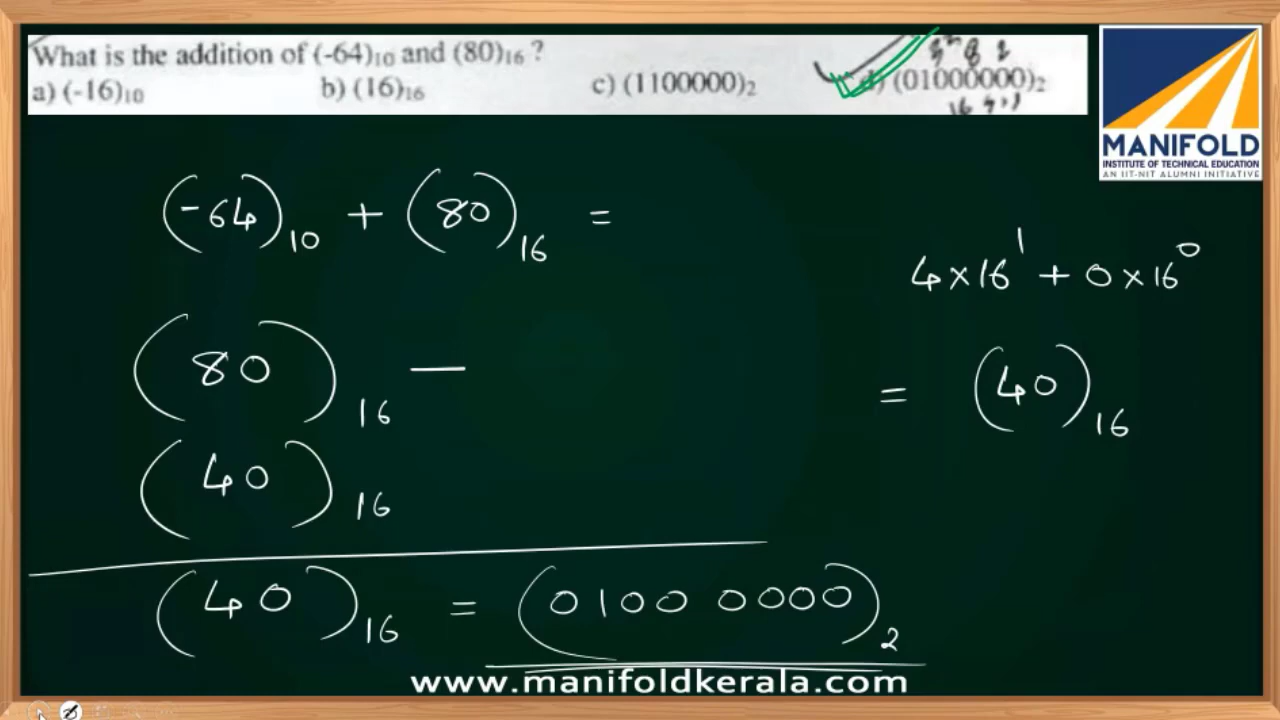 What is the addition of (-64)₁₀ and (80)₁₆ ?
a) (-16)₁₀ b) (16)₁₆ c) (1100000)₂ d) (01000000)₂
MANIFOLD
INSTITUTE OF TECHNICAL EDUCATION
AN IIT-NIT ALUMNI INITIATIVE
(-64)₁₀ + (80)₁₆ =
4×16¹ + 0×16⁰
(80)₁₆ —
= (40)₁₆
(40)₁₆
(40)₁₆ = (0100 0000)₂
www.manifoldkerala.com